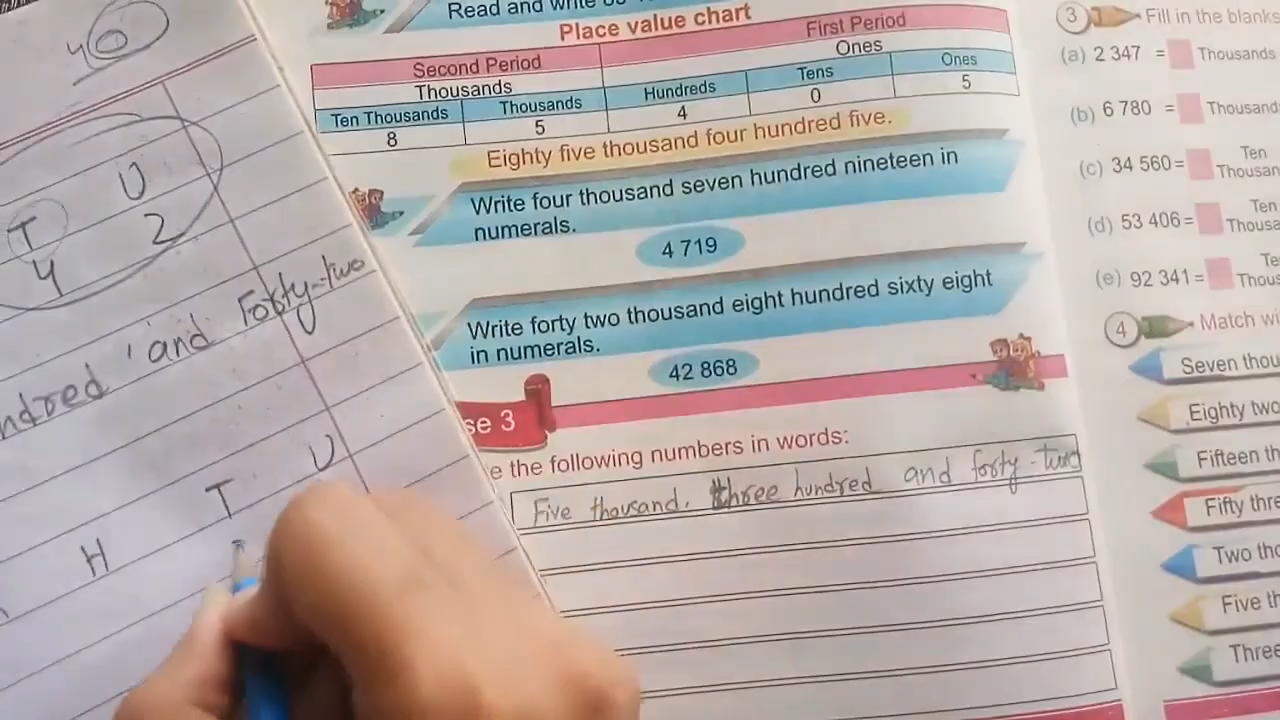 40
T U
4 2
and Forty-two
H T U
Read and write
Place value chart
Second Period First Period
Thousands Ones
Ten Thousands Thousands Hundreds Tens Ones
8 5 4 0 5
Eighty five thousand four hundred five.
Write four thousand seven hundred nineteen in
numerals.
4 719
Write forty two thousand eight hundred sixty eight
in numerals.
42 868
se 3
e the following numbers in words:
Five thousand, three hundred and forty-two
3 Fill in the blanks
(a) 2 347 = Thousands
(b) 6 780 = Thousand
(c) 34 560= Ten
Thousan
(d) 53 406= Ten
Thousa
(e) 92 341= Te
Thou
4 Match wi
Seven thou
Eighty two
Fifteen th
Fifty thre
Two tho
Five th
Three